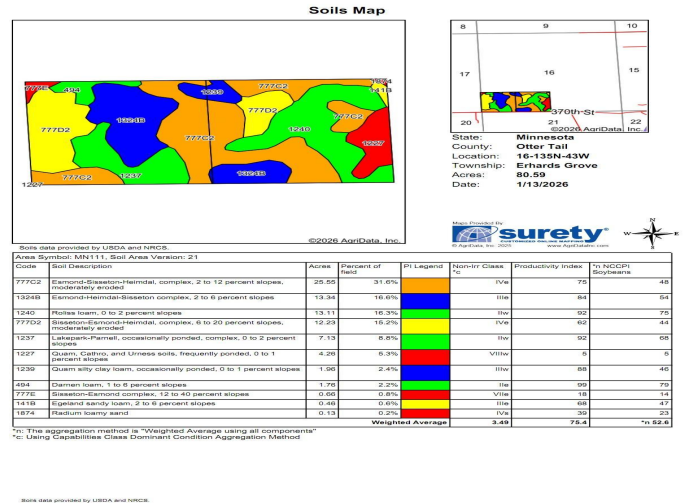 Soils Map
777E
494
1324B
1239
777C2
1874
141B
777D2
777C2
777D2
1240
777C2
1227
777C2
1237
1324B
1227
©2026 AgriData, Inc.
8 9 10
17 16 15
370th-St
20 21 22
©2026 AgriData, Inc.
State: Minnesota
County: Otter Tail
Location: 16-135N-43W
Township: Erhards Grove
Acres: 80.59
Date: 1/13/2026
Maps Provided By
surety®
CUSTOMIZED ONLINE MAPPING
© AgriData, Inc. 2023 www.AgriDataInc.com
N
W E
S
Soils data provided by USDA and NRCS.
Area Symbol: MN111, Soil Area Version: 21
Code Soil Description Acres Percent of field PI Legend Non-Irr Class *c Productivity Index *n NCCPI Soybeans
777C2 Esmond-Sisseton-Heimdal, complex, 2 to 12 percent slopes, moderately eroded 25.55 31.6% IVe 75 48
1324B Esmond-Heimdal-Sisseton complex, 2 to 6 percent slopes 13.34 16.6% IIIe 84 54
1240 Roliss loam, 0 to 2 percent slopes 13.11 16.3% IIw 92 75
777D2 Sisseton-Esmond-Heimdal, complex, 6 to 20 percent slopes, moderately eroded 12.23 15.2% IVe 62 44
1237 Lakepark-Parnell, occasionally ponded, complex, 0 to 2 percent slopes 7.13 8.8% IIw 92 68
1227 Quam, Cathro, and Urness soils, frequently ponded, 0 to 1 percent slopes 4.26 5.3% VIIIw 5 5
1239 Quam silty clay loam, occasionally ponded, 0 to 1 percent slopes 1.96 2.4% IIIw 88 46
494 Darnen loam, 1 to 6 percent slopes 1.76 2.2% IIe 99 79
777E Sisseton-Esmond complex, 12 to 40 percent slopes 0.66 0.8% VIIe 18 14
141B Egeland sandy loam, 2 to 6 percent slopes 0.46 0.6% IIIe 68 47
1874 Radium loamy sand 0.13 0.2% IVs 39 23
Weighted Average 3.49 75.4 *n 52.6
*n: The aggregation method is "Weighted Average using all components"
*c: Using Capabilities Class Dominant Condition Aggregation Method
Soils data provided by USDA and NRCS.